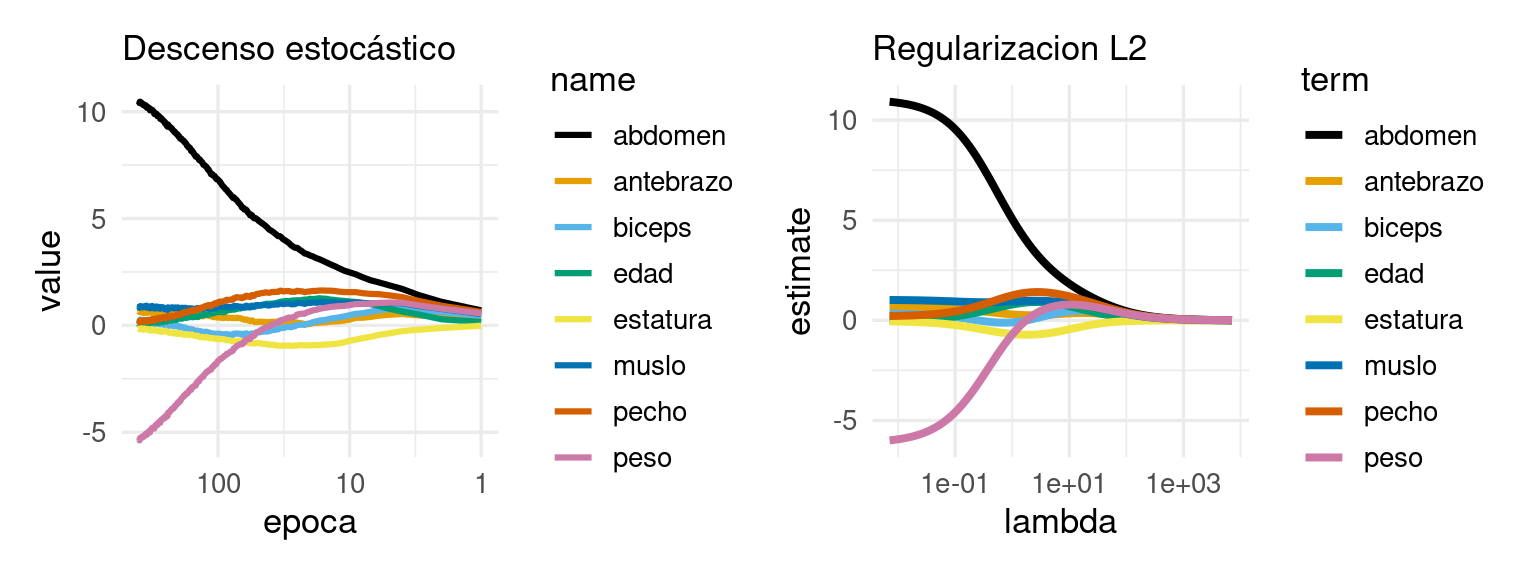 Descenso estocástico
value
10
5
0
-5
100
10
1
epoca
name
abdomen
antebrazo
biceps
edad
estatura
muslo
pecho
peso
Regularizacion L2
estimate
10
5
0
-5
1e-01
1e+01
1e+03
lambda
term
abdomen
antebrazo
biceps
edad
estatura
muslo
pecho
peso